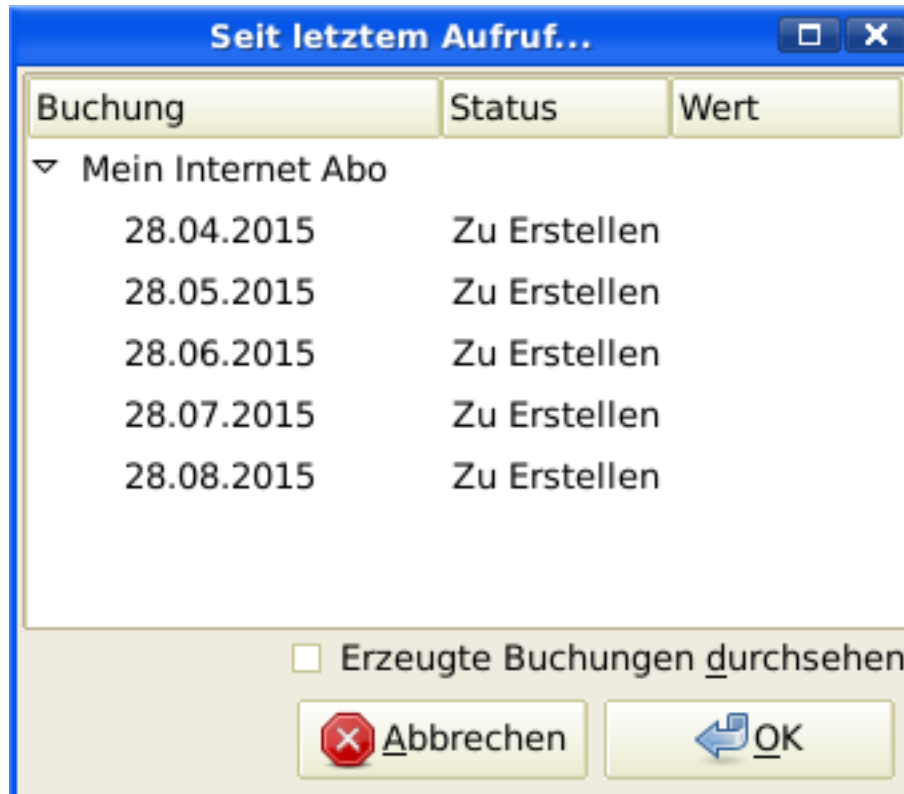 Seit letztem Aufruf...
Buchung Status Wert
Mein Internet Abo
28.04.2015 Zu Erstellen
28.05.2015 Zu Erstellen
28.06.2015 Zu Erstellen
28.07.2015 Zu Erstellen
28.08.2015 Zu Erstellen
Erzeugte Buchungen durchsehen
Abbrechen OK